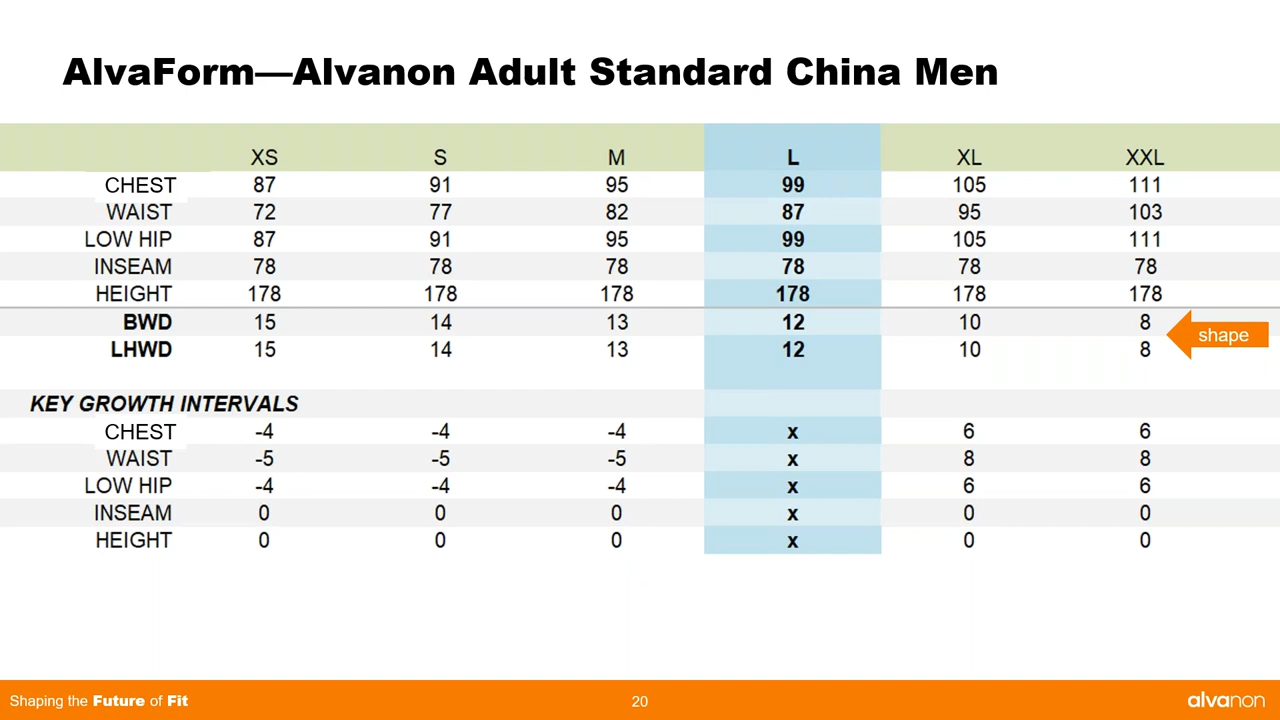 AlvaForm—Alvanon Adult Standard China Men
XS S M L XL XXL
CHEST 87 91 95 99 105 111
WAIST 72 77 82 87 95 103
LOW HIP 87 91 95 99 105 111
INSEAM 78 78 78 78 78 78
HEIGHT 178 178 178 178 178 178
BWD 15 14 13 12 10 8
shape
LHWD 15 14 13 12 10 8
KEY GROWTH INTERVALS
CHEST -4 -4 -4 x 6 6
WAIST -5 -5 -5 x 8 8
LOW HIP -4 -4 -4 x 6 6
INSEAM 0 0 0 x 0 0
HEIGHT 0 0 0 x 0 0
Shaping the Future of Fit 20 alvanon